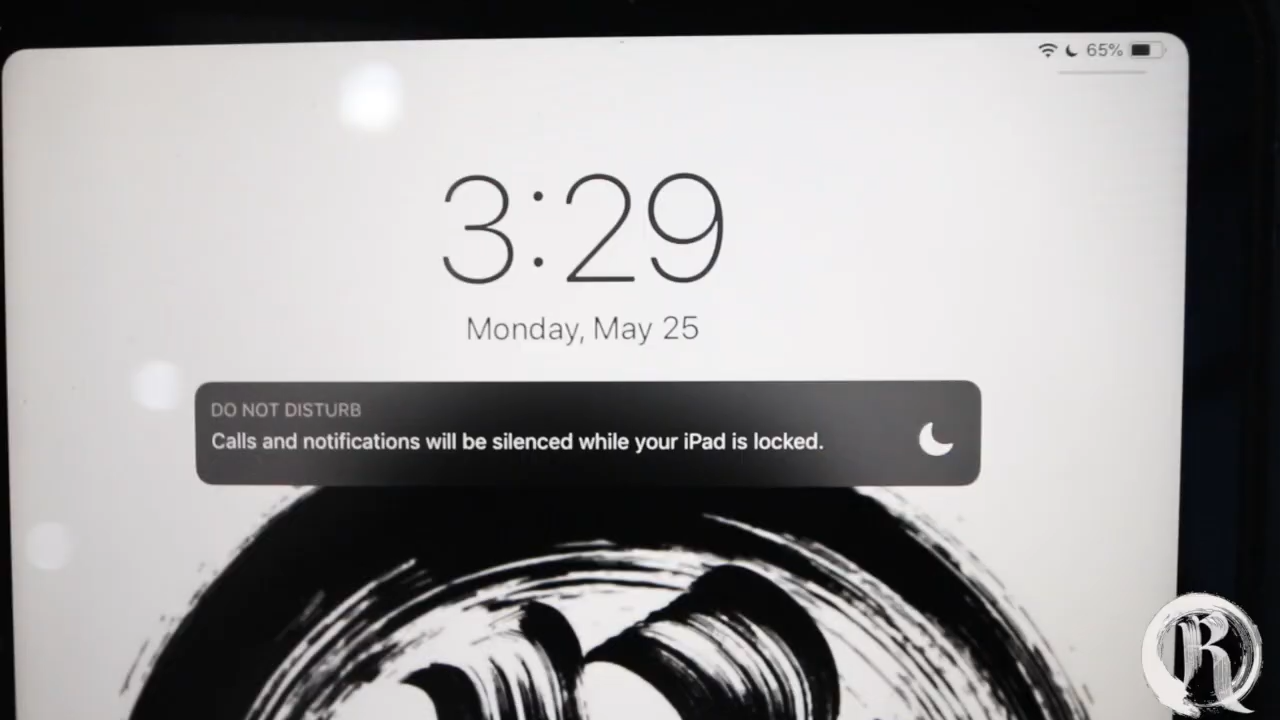 65%
3:29
Monday, May 25
DO NOT DISTURB
Calls and notifications will be silenced while your iPad is locked.
R